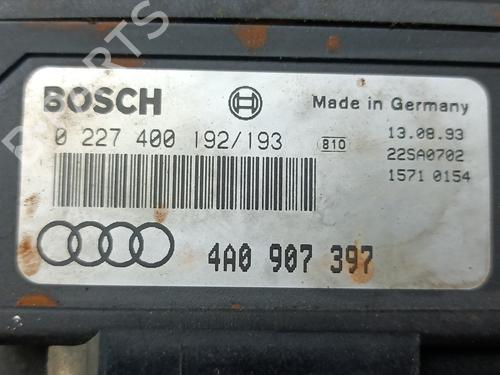 PARTS
BOSCH
Made in Germany
0 227 400 192/193
810
13.08.93
22SA0702
1571 0154
4A0 907 397